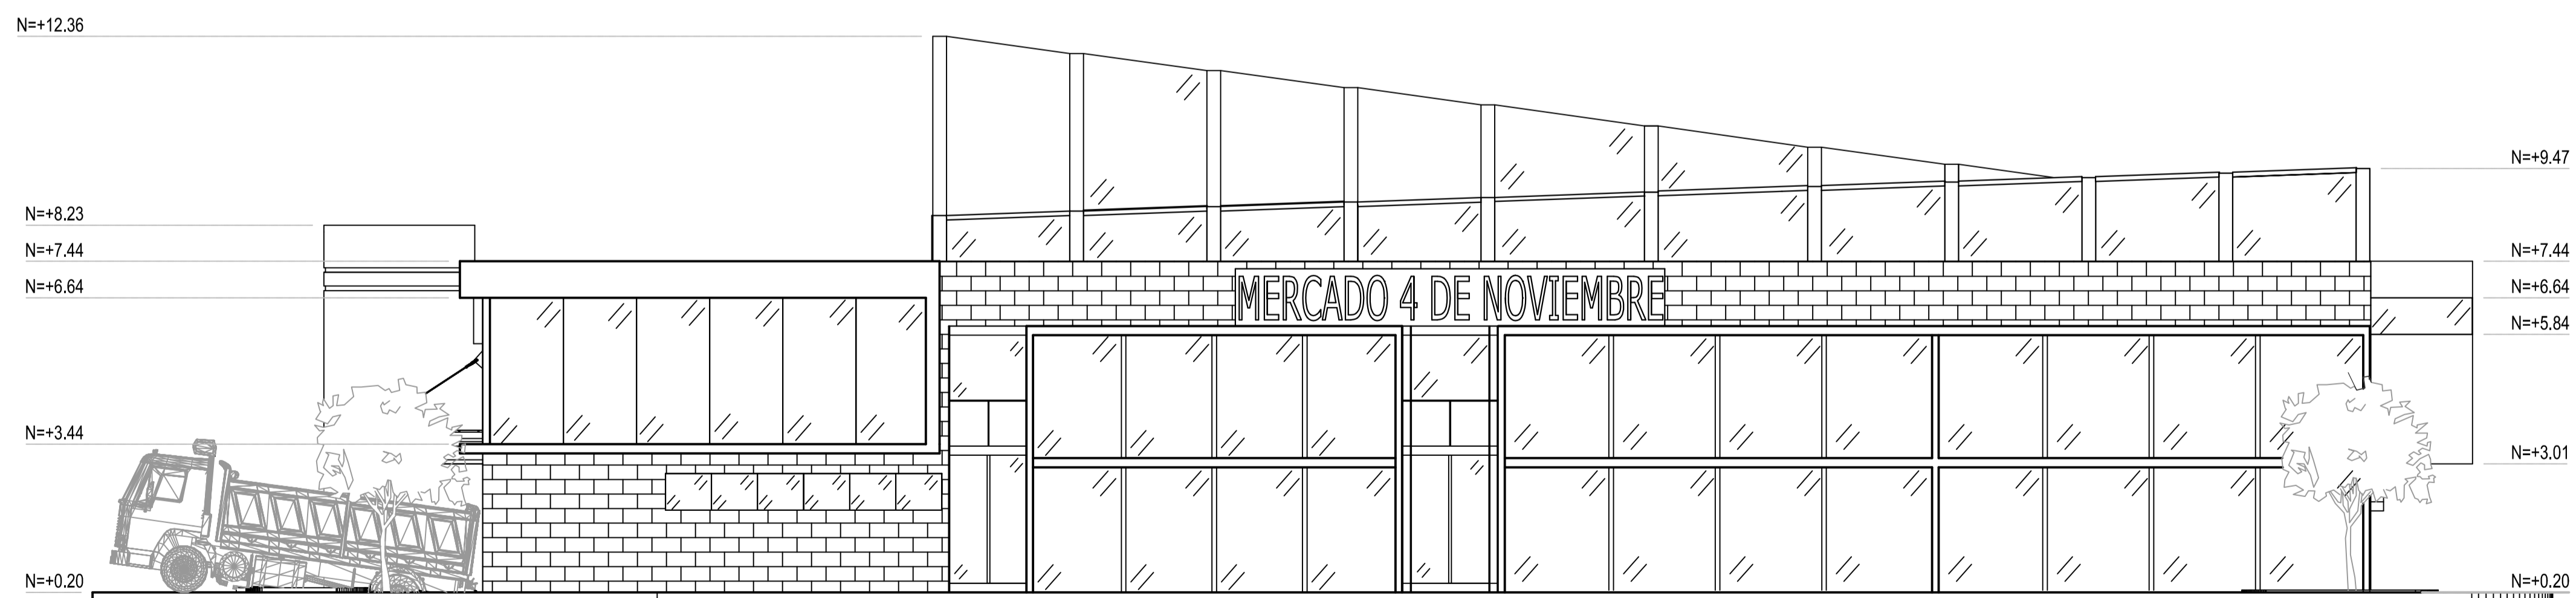 N=+12.36
N=+9.47
N=+8.23
N=+7.44
N=+7.44
N=+6.64
N=+6.64
MERCADO 4 DE NOVIEMBRE
N=+5.84
N=+3.44
N=+3.01
N=+0.20
N=+0.20